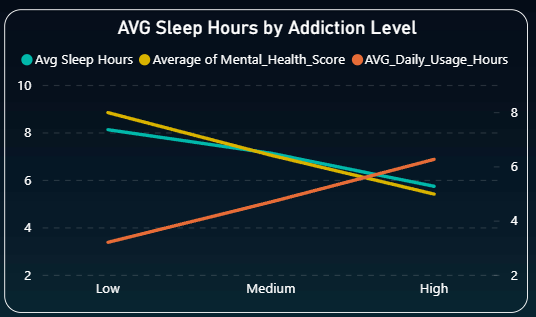 AVG Sleep Hours by Addiction Level
Avg Sleep Hours Average of Mental_Health_Score AVG_Daily_Usage_Hours
10
8 8
6 6
4 4
2 2
Low Medium High